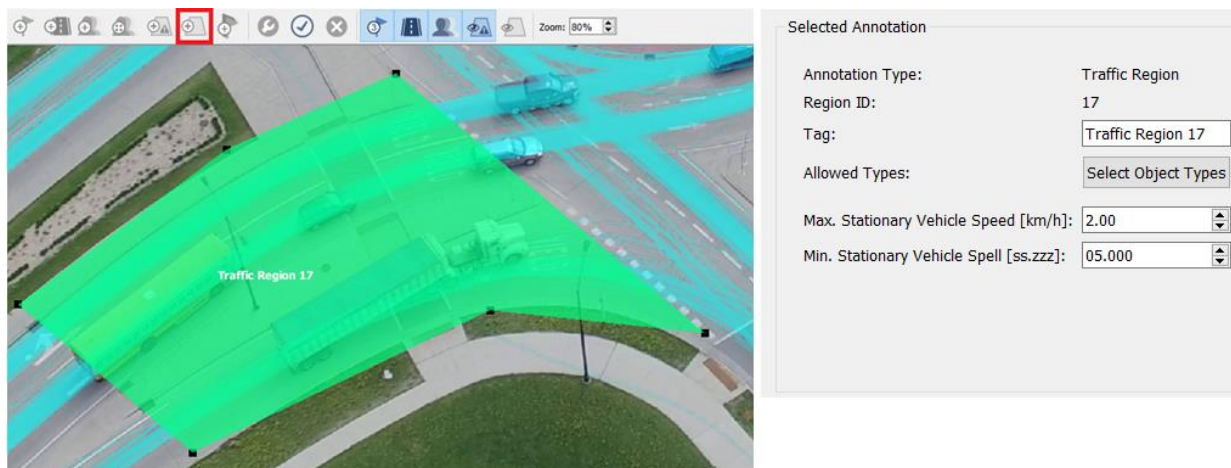 3
Zoom: 80%
Traffic Region 17
Selected Annotation
Annotation Type: Traffic Region
Region ID: 17
Tag: Traffic Region 17
Allowed Types: Select Object Types
Max. Stationary Vehicle Speed [km/h]: 2.00
Min. Stationary Vehicle Spell [ss.zzz]: 05.000